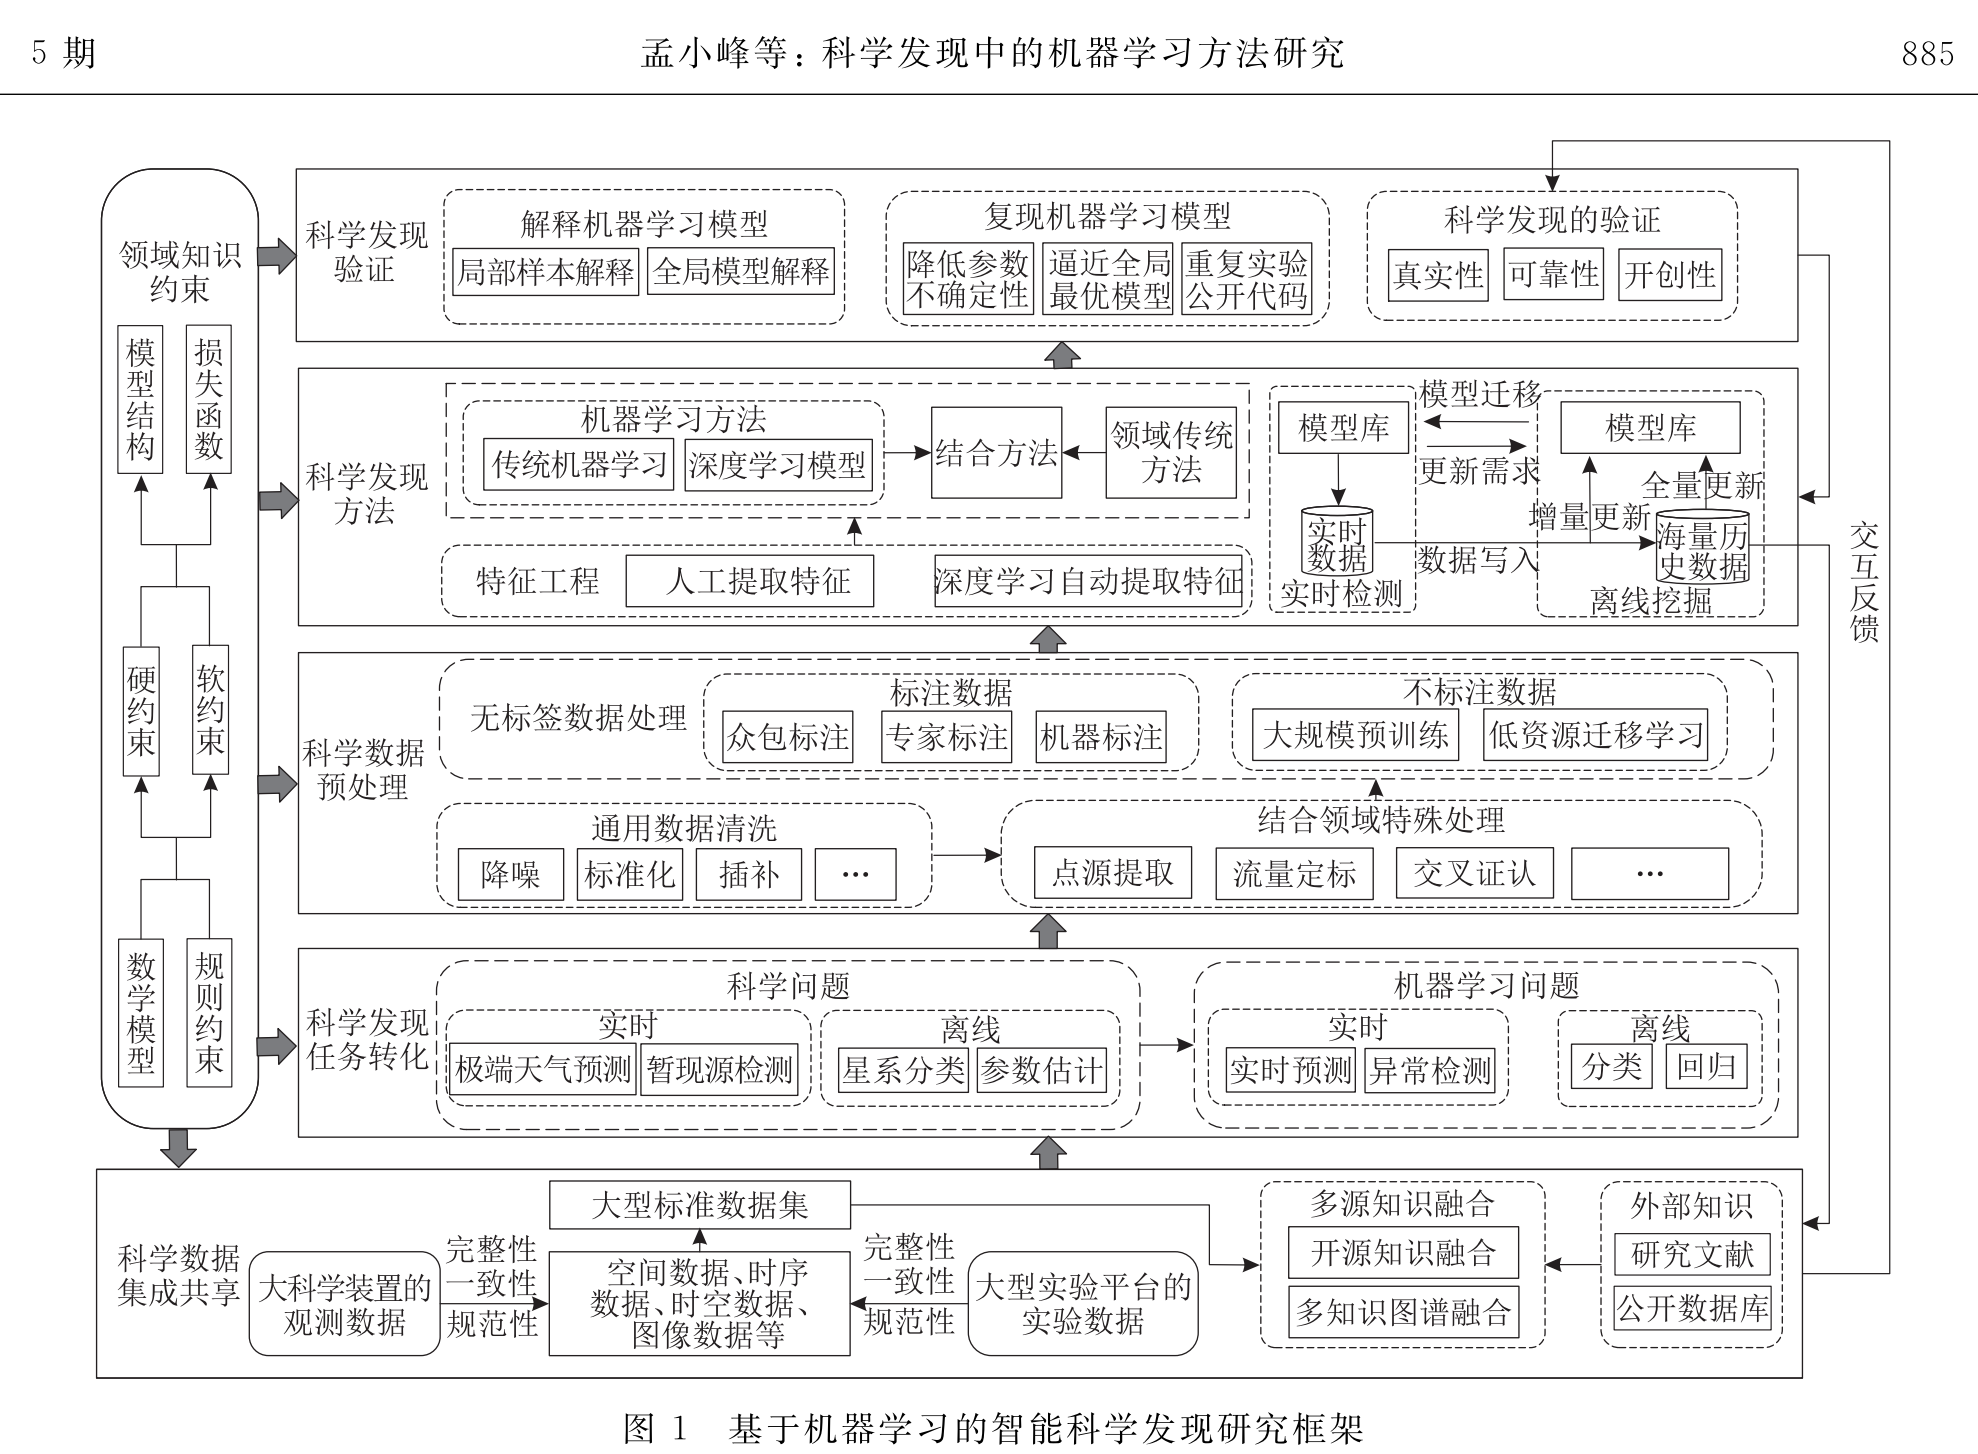 5 期
孟小峰等: 科学发现中的机器学习方法研究
885
领域知识
约束
模型结构
损失函数
硬约束
软约束
数学模型
规则约束
科学发现
验证
解释机器学习模型
局部样本解释
全局模型解释
复现机器学习模型
降低参数
不确定性
逼近全局
最优模型
重复实验
公开代码
科学发现的验证
真实性
可靠性
开创性
科学发现
方法
机器学习方法
传统机器学习
深度学习模型
结合方法
领域传统
方法
特征工程
人工提取特征
深度学习自动提取特征
模型库
实时
数据
实时检测
模型迁移
更新需求
数据写入
模型库
增量更新
全量更新
海量历
史数据
离线挖掘
交互反馈
科学数据
预处理
无标签数据处理
标注数据
众包标注
专家标注
机器标注
不标注数据
大规模预训练
低资源迁移学习
通用数据清洗
降噪
标准化
插补
…
结合领域特殊处理
点源提取
流量定标
交叉证认
…
科学发现
任务转化
科学问题
实时
极端天气预测
暂现源检测
离线
星系分类
参数估计
机器学习问题
实时
实时预测
异常检测
离线
分类
回归
科学数据
集成共享
大科学装置的
观测数据
完整性
一致性
规范性
大型标准数据集
空间数据、时序
数据、时空数据、
图像数据等
完整性
一致性
规范性
大型实验平台的
实验数据
多源知识融合
开源知识融合
多知识图谱融合
外部知识
研究文献
公开数据库
图 1 基于机器学习的智能科学发现研究框架